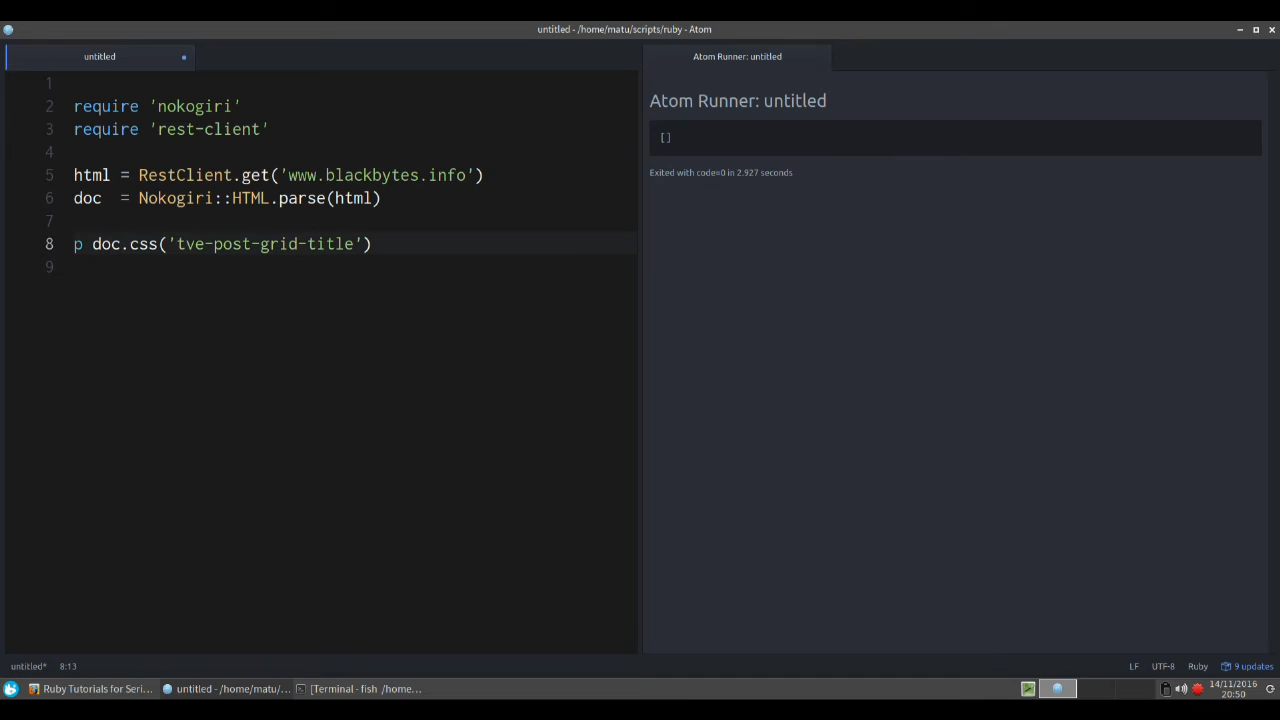 untitled - /home/matu/scripts/ruby - Atom
untitled
Atom Runner: untitled
1
2 require 'nokogiri'
3 require 'rest-client'
4
5 html = RestClient.get('www.blackbytes.info')
6 doc  = Nokogiri::HTML.parse(html)
7
8 p doc.css('tve-post-grid-title')
9
Atom Runner: untitled
[]
Exited with code=0 in 2.927 seconds
untitled* 8:13
LF UTF-8 Ruby 9 updates
Ruby Tutorials for Seri... untitled - /home/matu/... [Terminal - fish /home...
14/11/2016
20:50